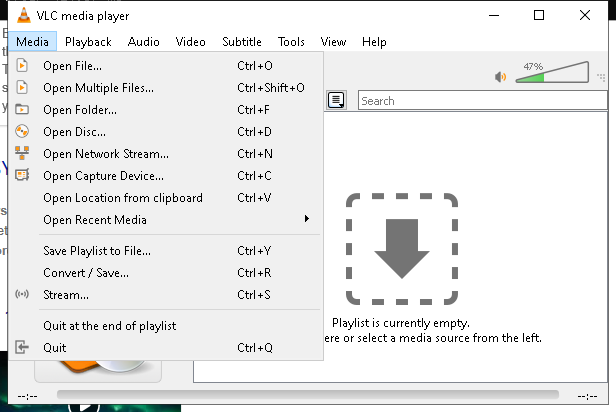 VLC media player
Media Playback Audio Video Subtitle Tools View Help
Open File... Ctrl+O
Open Multiple Files... Ctrl+Shift+O
Open Folder... Ctrl+F
Open Disc... Ctrl+D
Open Network Stream... Ctrl+N
Open Capture Device... Ctrl+C
Open Location from clipboard Ctrl+V
Open Recent Media
Save Playlist to File... Ctrl+Y
Convert / Save... Ctrl+R
Stream... Ctrl+S
Quit at the end of playlist
Quit Ctrl+Q
47%
Search
Playlist is currently empty.
ere or select a media source from the left.
--:-- --:--